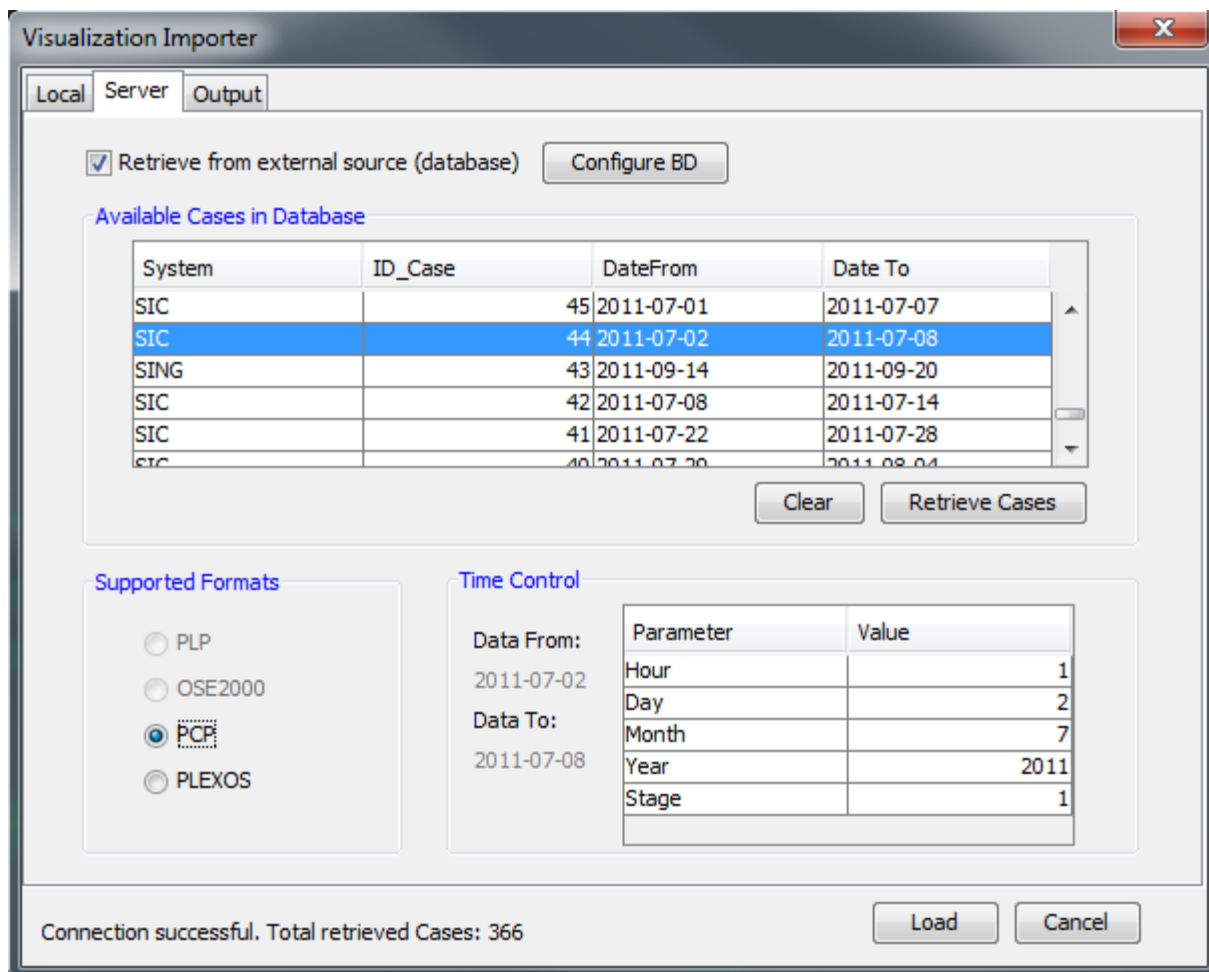 Visualization Importer
Local Server Output
Retrieve from external source (database) Configure BD
Available Cases in Database
System ID_Case DateFrom Date To
SIC 45 2011-07-01 2011-07-07
SIC 44 2011-07-02 2011-07-08
SING 43 2011-09-14 2011-09-20
SIC 42 2011-07-08 2011-07-14
SIC 41 2011-07-22 2011-07-28
SIC 2011-08-04
Clear Retrieve Cases
Supported Formats
PLP
OSE2000
PCP
PLEXOS
Time Control
Data From:
2011-07-02
Data To:
2011-07-08
Parameter Value
Hour 1
Day 2
Month 7
Year 2011
Stage 1
Connection successful. Total retrieved Cases: 366
Load Cancel